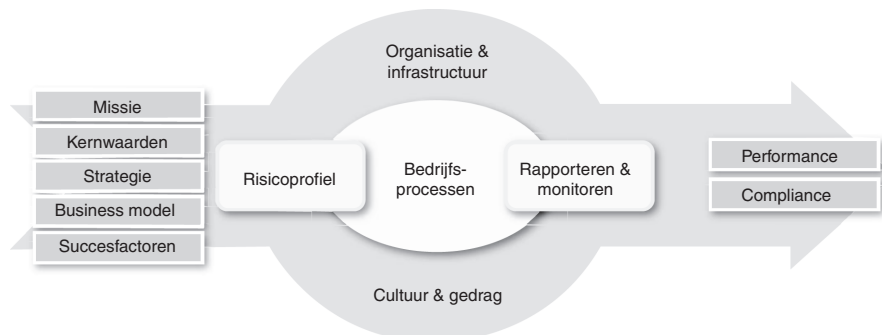 Organisatie &
infrastructuur
Missie
Kernwaarden
Strategie
Business model
Succesfactoren
Risicoprofiel
Bedrijfs-
processen
Rapporteren &
monitoren
Performance
Compliance
Cultuur & gedrag